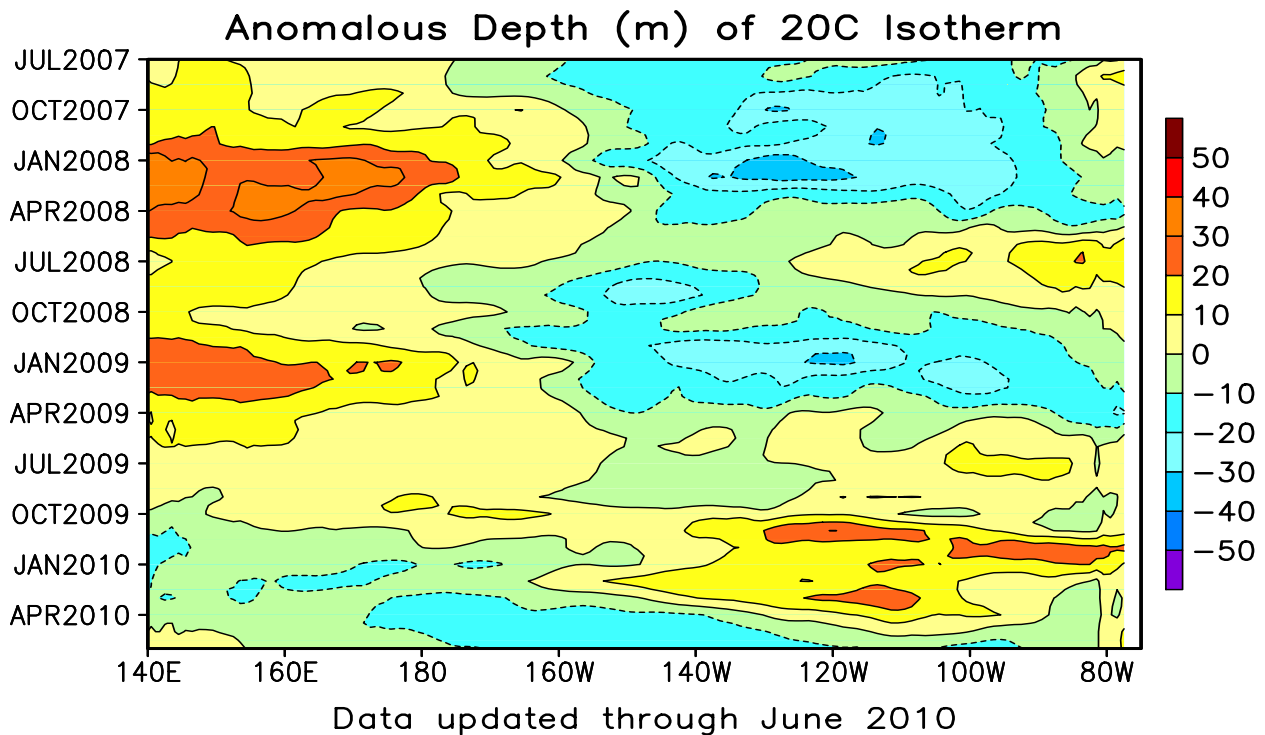 Anomalous Depth (m) of 20C Isotherm
JUL2007
OCT2007
JAN2008
APR2008
JUL2008
OCT2008
JAN2009
APR2009
JUL2009
OCT2009
JAN2010
APR2010
140E 160E 180 160W 140W 120W 100W 80W
50
40
30
20
10
0
−10
−20
−30
−40
−50
Data updated through June 2010